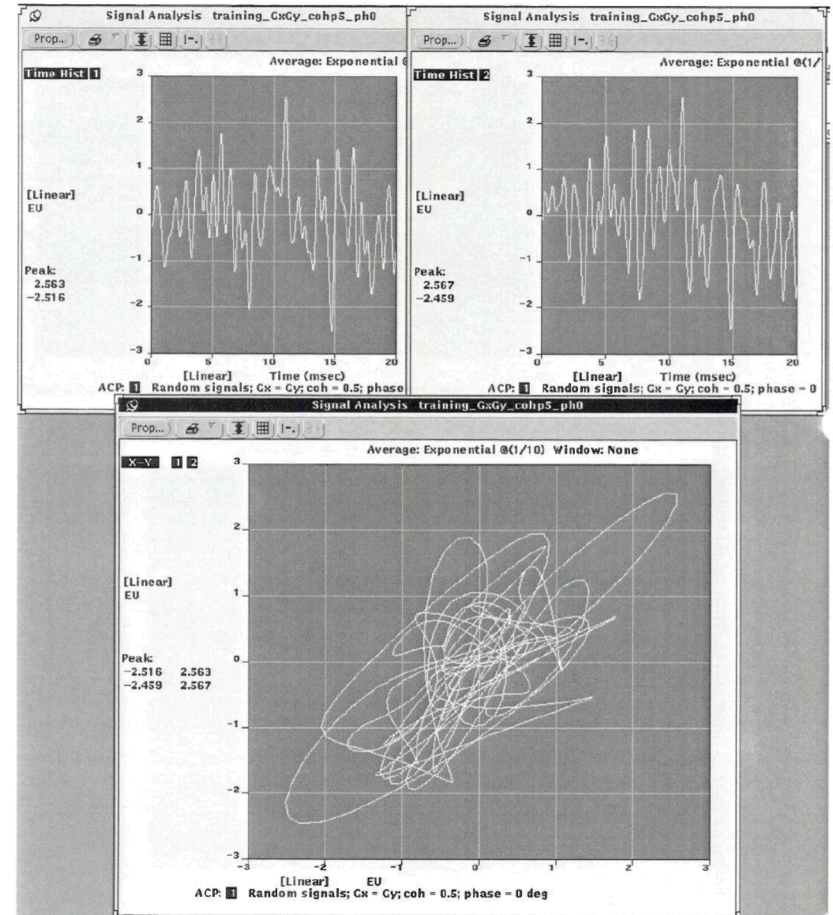 Signal Analysis training_GxGy_cohp5_ph0
Prop...
Time Hist 1
Average: Exponential @
3
2
1
0
-1
-2
-3
[Linear]
EU
Peak:
2.563
-2.516
0
5
10
15
20
[Linear] Time (msec)
ACP: 1 Random signals; Gx = Gy; coh = 0.5; phase
Signal Analysis training_GxGy_cohp5_ph0
Prop...
Time Hist 2
Average: Exponential @(1/
3
2
1
0
-1
-2
-3
[Linear]
EU
Peak:
2.567
-2.459
0
5
10
15
20
[Linear] Time (msec)
ACP: 1 Random signals; Gx = Gy; coh = 0.5; phase = 0
Signal Analysis training_GxGy_cohp5_ph0
Prop...
X-Y 1 2
Average: Exponential @(1/10) Window: None
3
2
1
0
-1
-2
-3
[Linear]
EU
Peak:
-2.516 2.563
-2.459 2.567
-3
-2
-1
0
1
2
3
[Linear] EU
ACP: 1 Random signals; Gx = Gy; coh = 0.5; phase = 0 deg